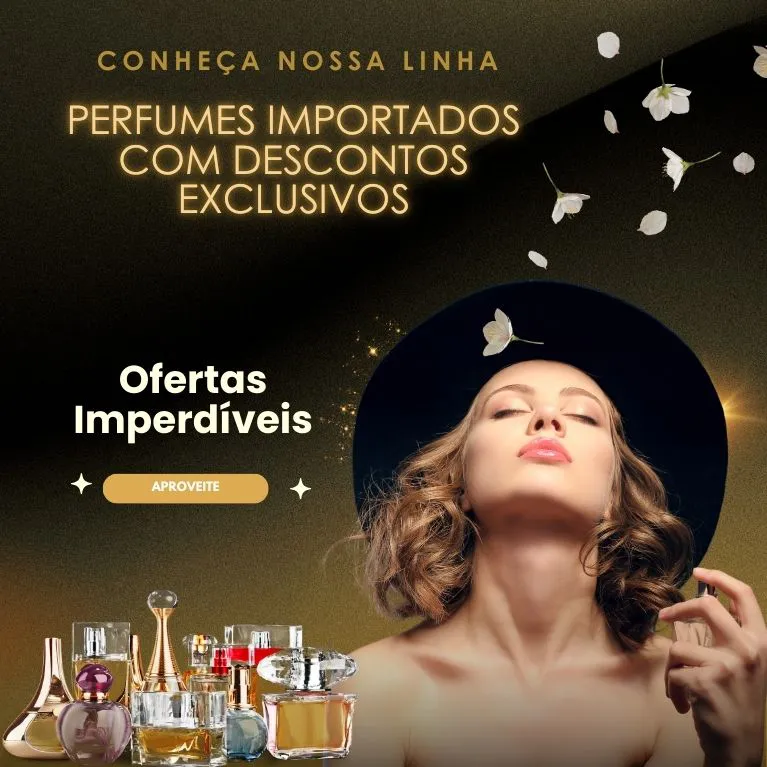 CONHEÇA NOSSA LINHA
PERFUMES IMPORTADOS
COM DESCONTOS
EXCLUSIVOS
Ofertas
Imperdíveis
APROVEITE